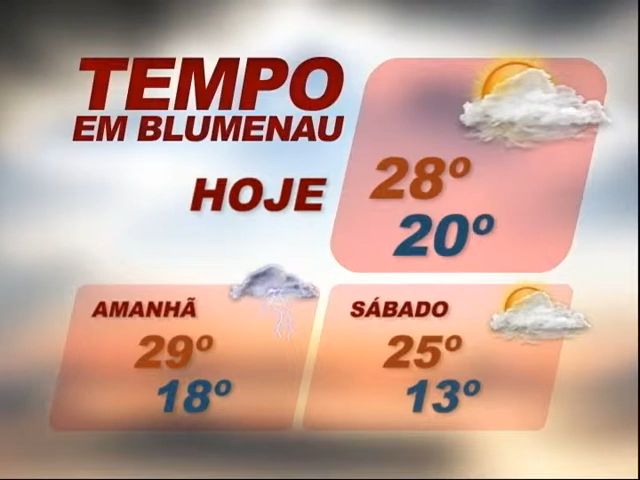 TEMPO
EM BLUMENAU
HOJE
28º
20º
AMANHÃ
29º
18º
SÁBADO
25º
13º